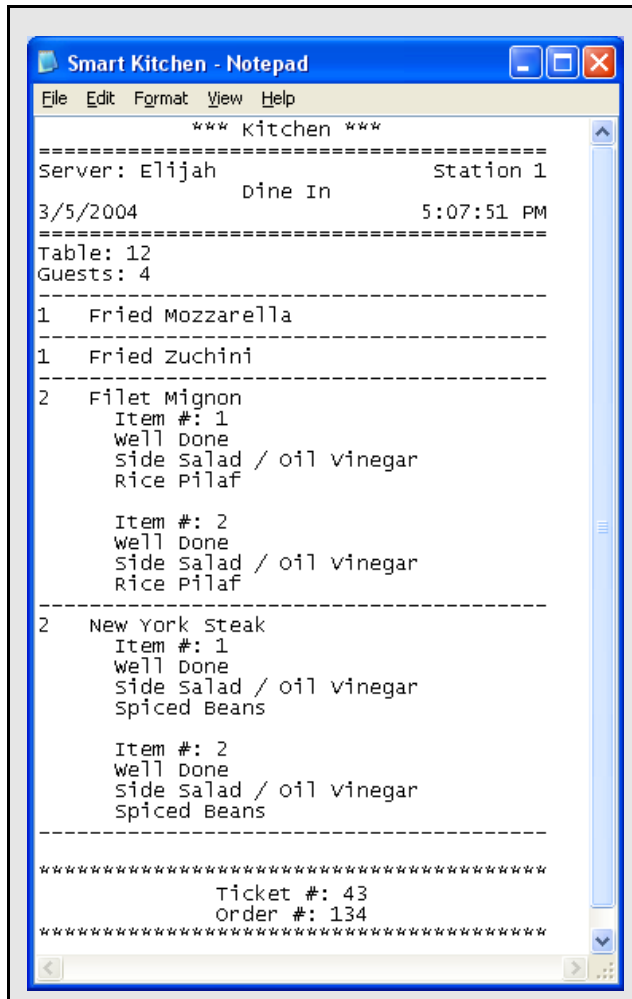 Smart Kitchen - Notepad
File Edit Format View Help
*** Kitchen ***
========================================
Server: Elijah Station 1
Dine In
3/5/2004 5:07:51 PM
========================================
Table: 12
Guests: 4
----------------------------------------
1 Fried Mozzarella
----------------------------------------
1 Fried Zuchini
----------------------------------------
2 Filet Mignon
Item #: 1
Well Done
Side Salad / Oil Vinegar
Rice Pilaf
Item #: 2
Well Done
Side Salad / Oil Vinegar
Rice Pilaf
----------------------------------------
2 New York Steak
Item #: 1
Well Done
Side Salad / Oil Vinegar
Spiced Beans
Item #: 2
Well Done
Side Salad / Oil Vinegar
Spiced Beans
----------------------------------------
****************************************
Ticket #: 43
Order #: 134
****************************************